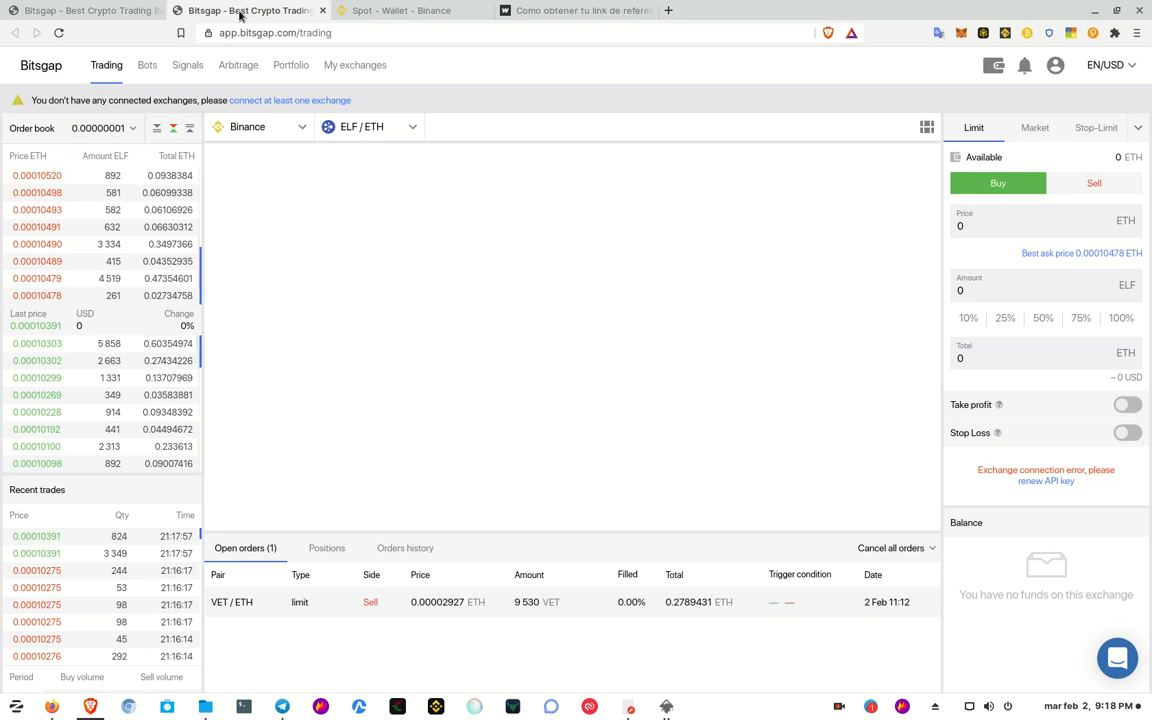 Bitsgap - Best Crypto Trading B
Bitsgap - Best Crypto Trading
Spot - Wallet - Binance
Como obtener tu link de referen
app.bitsgap.com/trading
Bitsgap
Trading
Bots
Signals
Arbitrage
Portfolio
My exchanges
EN/USD
You don't have any connected exchanges, please connect at least one exchange
Order book
0.00000001
Binance
ELF / ETH
Limit
Market
Stop-Limit
Price ETH Amount ELF Total ETH
0.00010520 892 0.0938384
0.00010498 581 0.06099338
0.00010493 582 0.06106926
0.00010491 632 0.06630312
0.00010490 3 334 0.3497366
0.00010489 415 0.04352935
0.00010479 4 519 0.47354601
0.00010478 261 0.02734758
Last price USD Change
0.00010391 0 0%
0.00010303 5 858 0.60354974
0.00010302 2 663 0.27434226
0.00010299 1 331 0.13707969
0.00010269 349 0.03583881
0.00010228 914 0.09348392
0.00010192 441 0.04494672
0.00010100 2 313 0.233613
0.00010098 892 0.09007416
Recent trades
Price Qty Time
0.00010391 824 21:17:57
0.00010391 3 349 21:17:57
0.00010275 244 21:16:17
0.00010275 53 21:16:17
0.00010275 98 21:16:17
0.00010275 98 21:16:17
0.00010275 45 21:16:14
0.00010276 292 21:16:14
Period Buy volume Sell volume
Open orders (1)
Positions
Orders history
Cancel all orders
Pair Type Side Price Amount Filled Total Trigger condition Date
VET / ETH limit Sell 0.00002927 ETH 9 530 VET 0.00% 0.2789431 ETH — — 2 Feb 11:12
Available 0 ETH
Buy
Sell
Price
0 ETH
Best ask price 0.00010478 ETH
Amount
0 ELF
10% 25% 50% 75% 100%
Total
0 ETH
~ 0 USD
Take profit ?
Stop Loss ?
Exchange connection error, please
renew API key
Balance
You have no funds on this exchange
mar feb 2, 9:18 PM